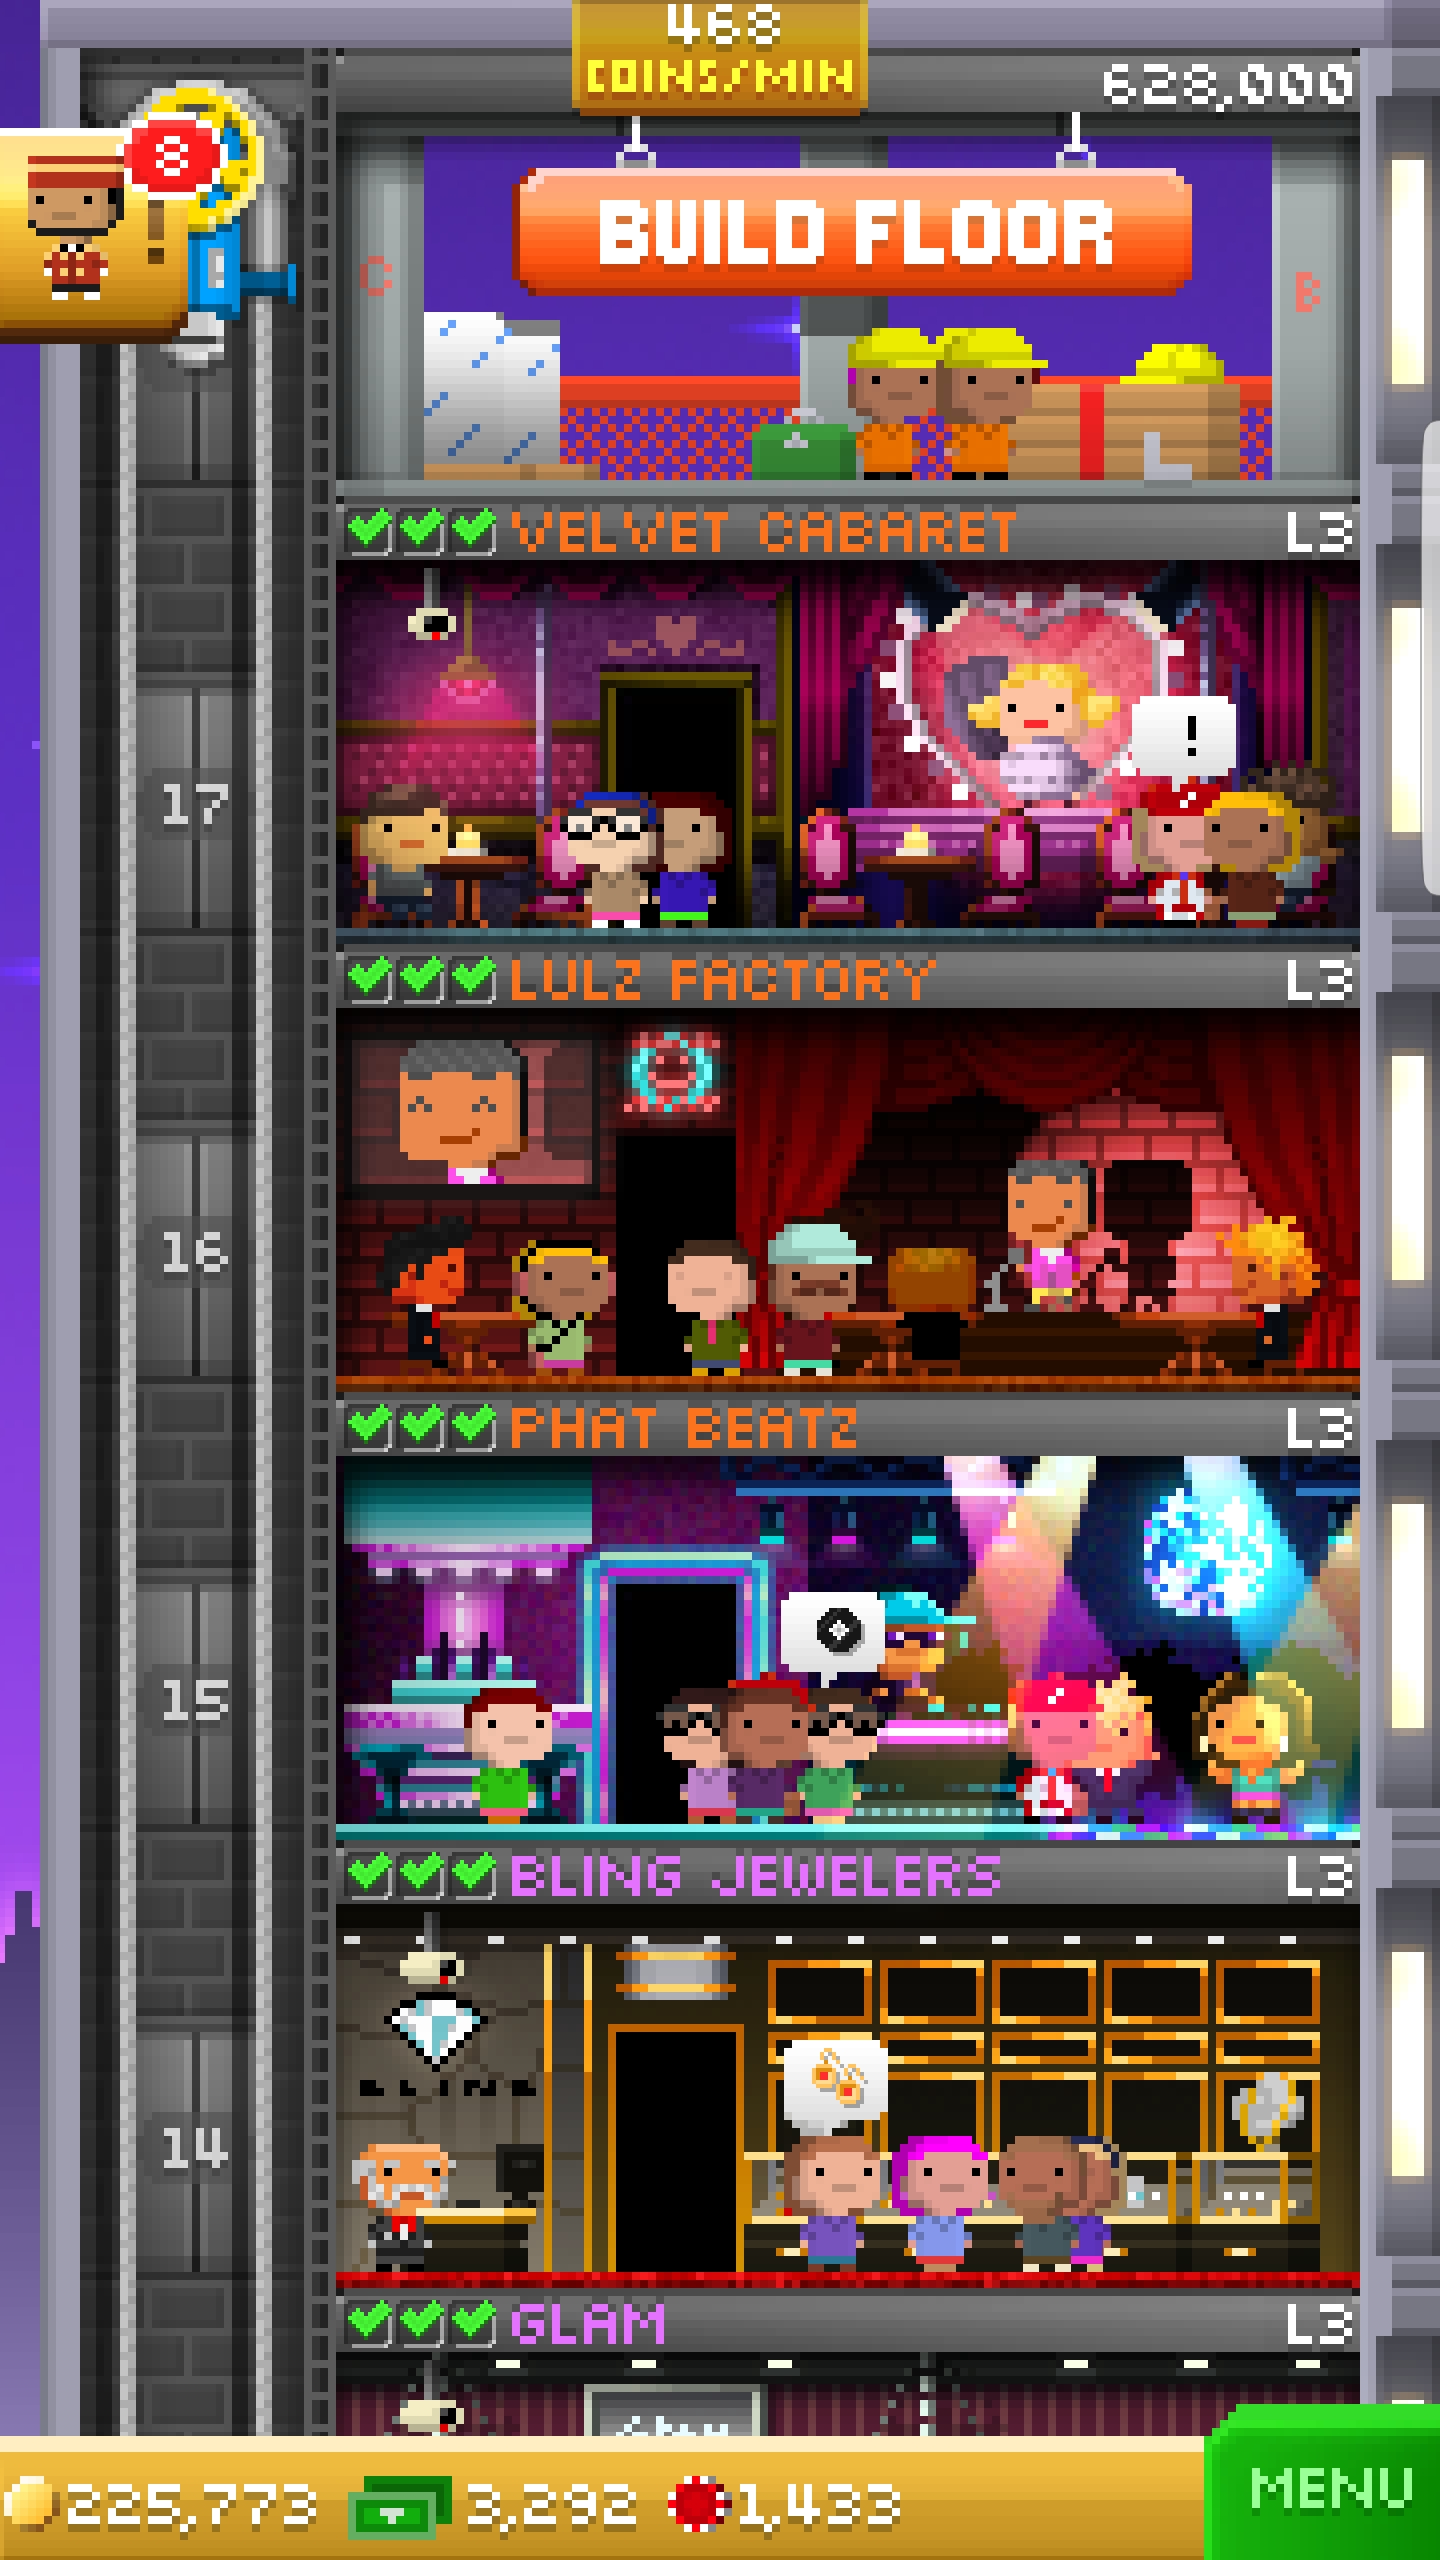 468
COINS/MIN
628,000
8
!
BUILD FLOOR
C
B
VELVET CABARET L3
!
17
LULZ FACTORY L3
16
PHAT BEATZ L3
15
BLING JEWELERS L3
BLING
14
GLAM L3
225,773 3,292 1,433
MENU